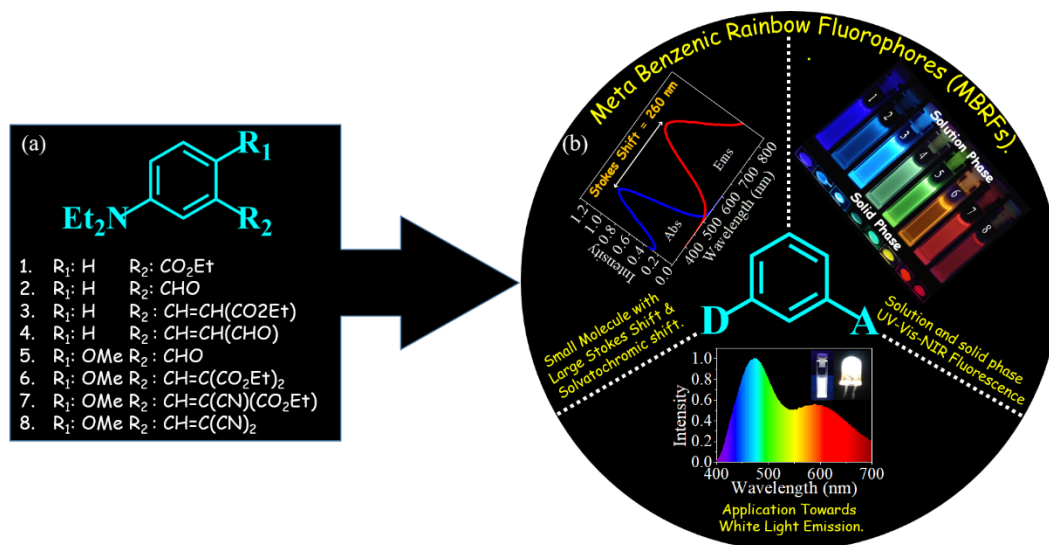 (a)
R₁
Et₂N
R₂
1. R₁: H R₂: CO₂Et
2. R₁: H R₂: CHO
3. R₁: H R₂: CH=CH(CO2Et)
4. R₁: H R₂: CH=CH(CHO)
5. R₁: OMe R₂: CHO
6. R₁: OMe R₂: CH=C(CO₂Et)₂
7. R₁: OMe R₂: CH=C(CN)(CO₂Et)
8. R₁: OMe R₂: CH=C(CN)₂
Meta Benzenic Rainbow Fluorophores (MBRFs).
(b)
Stokes Shift = 260 nm
Abs
Ems
1.2
1.0
0.8
0.6
0.4
0.2
0.0
Intensity
400 500 600 700 800
Wavelength (nm)
Small Molecule with
Large Stokes Shift &
Solvatochromic shift.
Solution Phase
1 2 3 4 5 6 7 8
Solid Phase
Solution and solid phase
UV-Vis-NIR Fluorescence
D
A
1.0
0.8
0.6
0.4
0.2
0.0
Intensity
400 500 600 700
Wavelength (nm)
Application Towards
White Light Emission.